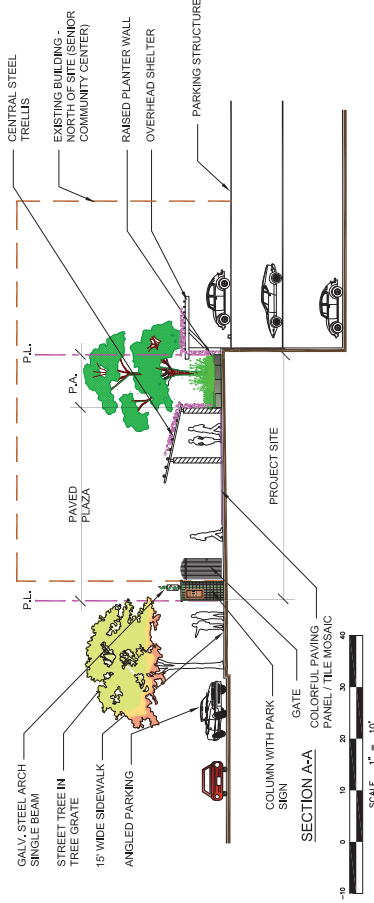 GALV. STEEL ARCH
SINGLE BEAM
STREET TREE IN
TREE GRATE
15' WIDE SIDEWALK
ANGLED PARKING
P.L.
PAVED
PLAZA
P.A.
P.L.
CENTRAL STEEL
TRELLIS
EXISTING BUILDING -
NORTH OF SITE (SENIOR
COMMUNITY CENTER)
RAISED PLANTER WALL
OVERHEAD SHELTER
PARKING STRUCTURE
COLUMN WITH PARK
SIGN
GATE
COLORFUL PAVING
PANEL / TILE MOSAIC
PROJECT SITE
SECTION A-A
-10 0 10 20 30 40
SCALE 1" = 10'